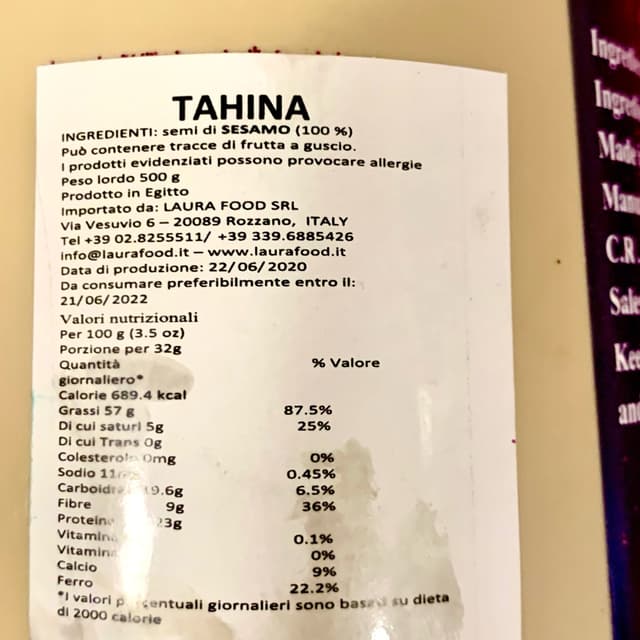 TAHINA
INGREDIENTI: semi di SESAMO (100 %)
Può contenere tracce di frutta a guscio.
I prodotti evidenziati possono provocare allergie
Peso lordo 500 g
Prodotto in Egitto
Importato da: LAURA FOOD SRL
Via Vesuvio 6 – 20089 Rozzano, ITALY
Tel +39 02.8255511/ +39 339.6885426
info@laurafood.it – www.laurafood.it
Data di produzione: 22/06/2020
Da consumare preferibilmente entro il:
21/06/2022
Valori nutrizionali
Per 100 g (3.5 oz)
Porzione per 32g
Quantità % Valore
giornaliero*
Calorie 689.4 kcal
Grassi 57 g 87.5%
Di cui saturi 5g 25%
Di cui Trans 0g
Colesterolo 0mg 0%
Sodio 0.45%
6.5%
Fibre 9g 36%
23g
0.1%
0%
Calcio 9%
Ferro 22.2%
*I valori percentuali giornalieri sono basati su dieta
di 2000 calorie
Made
C.R.